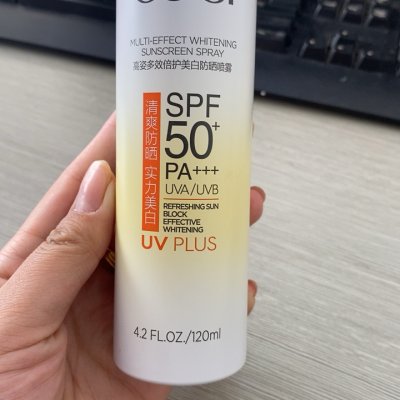 MULTI-EFFECT WHITENING
SUNSCREEN SPRAY
高姿多效倍护美白防晒喷雾
清爽防晒 实力美白
SPF
50+
PA+++
UVA/UVB
REFRESHING SUN
BLOCK
EFFECTIVE
WHITENING
UV PLUS
4.2 FL.OZ./120ml